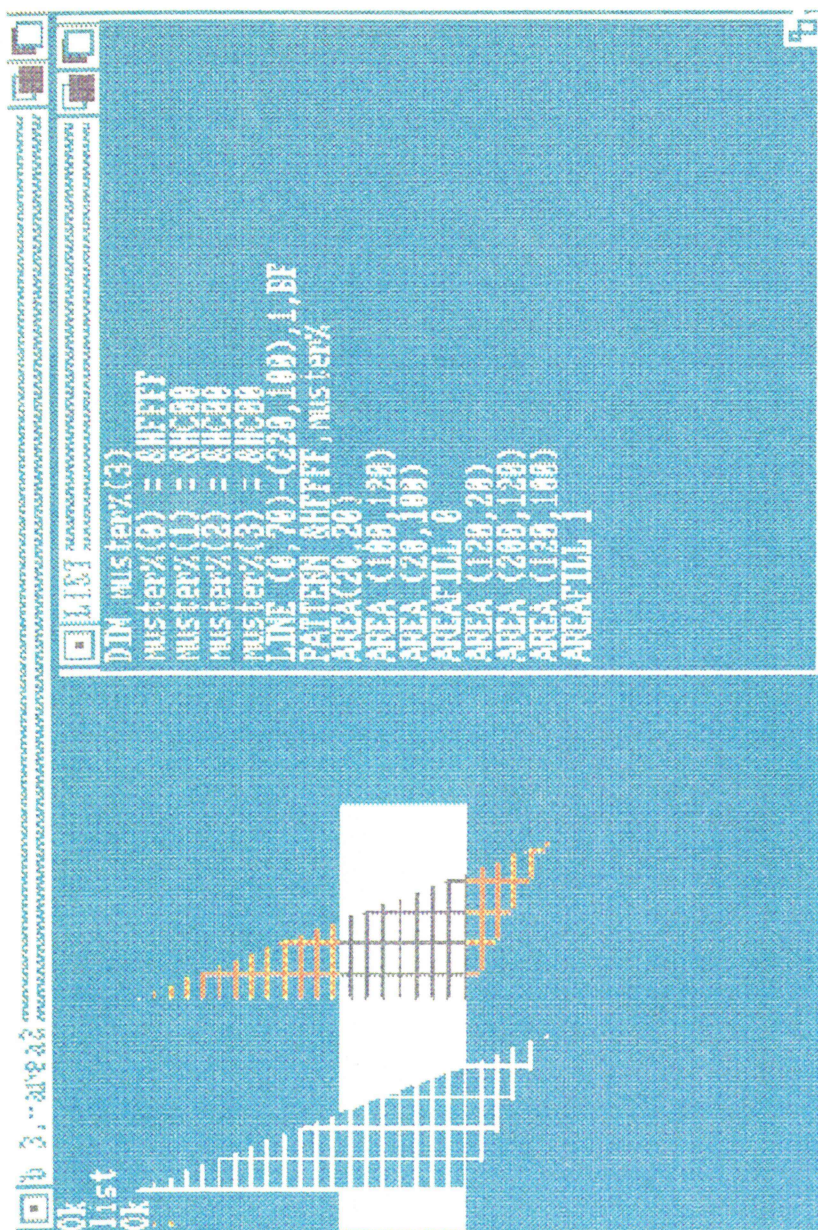 Ok
list
Ok
LIST
DIM muster%(3)
muster%(0) = &HFFFF
muster%(1) = &HC00
muster%(2) = &HC00
muster%(3) = &HC00
LINE (0,70)-(220,100),1,BF
PATTERN &HFFFF,muster%
AREA(20,20)
AREA (100,120)
AREA (20,100)
AREAFILL 0
AREA (120,20)
AREA (200,120)
AREA (120,100)
AREAFILL 1